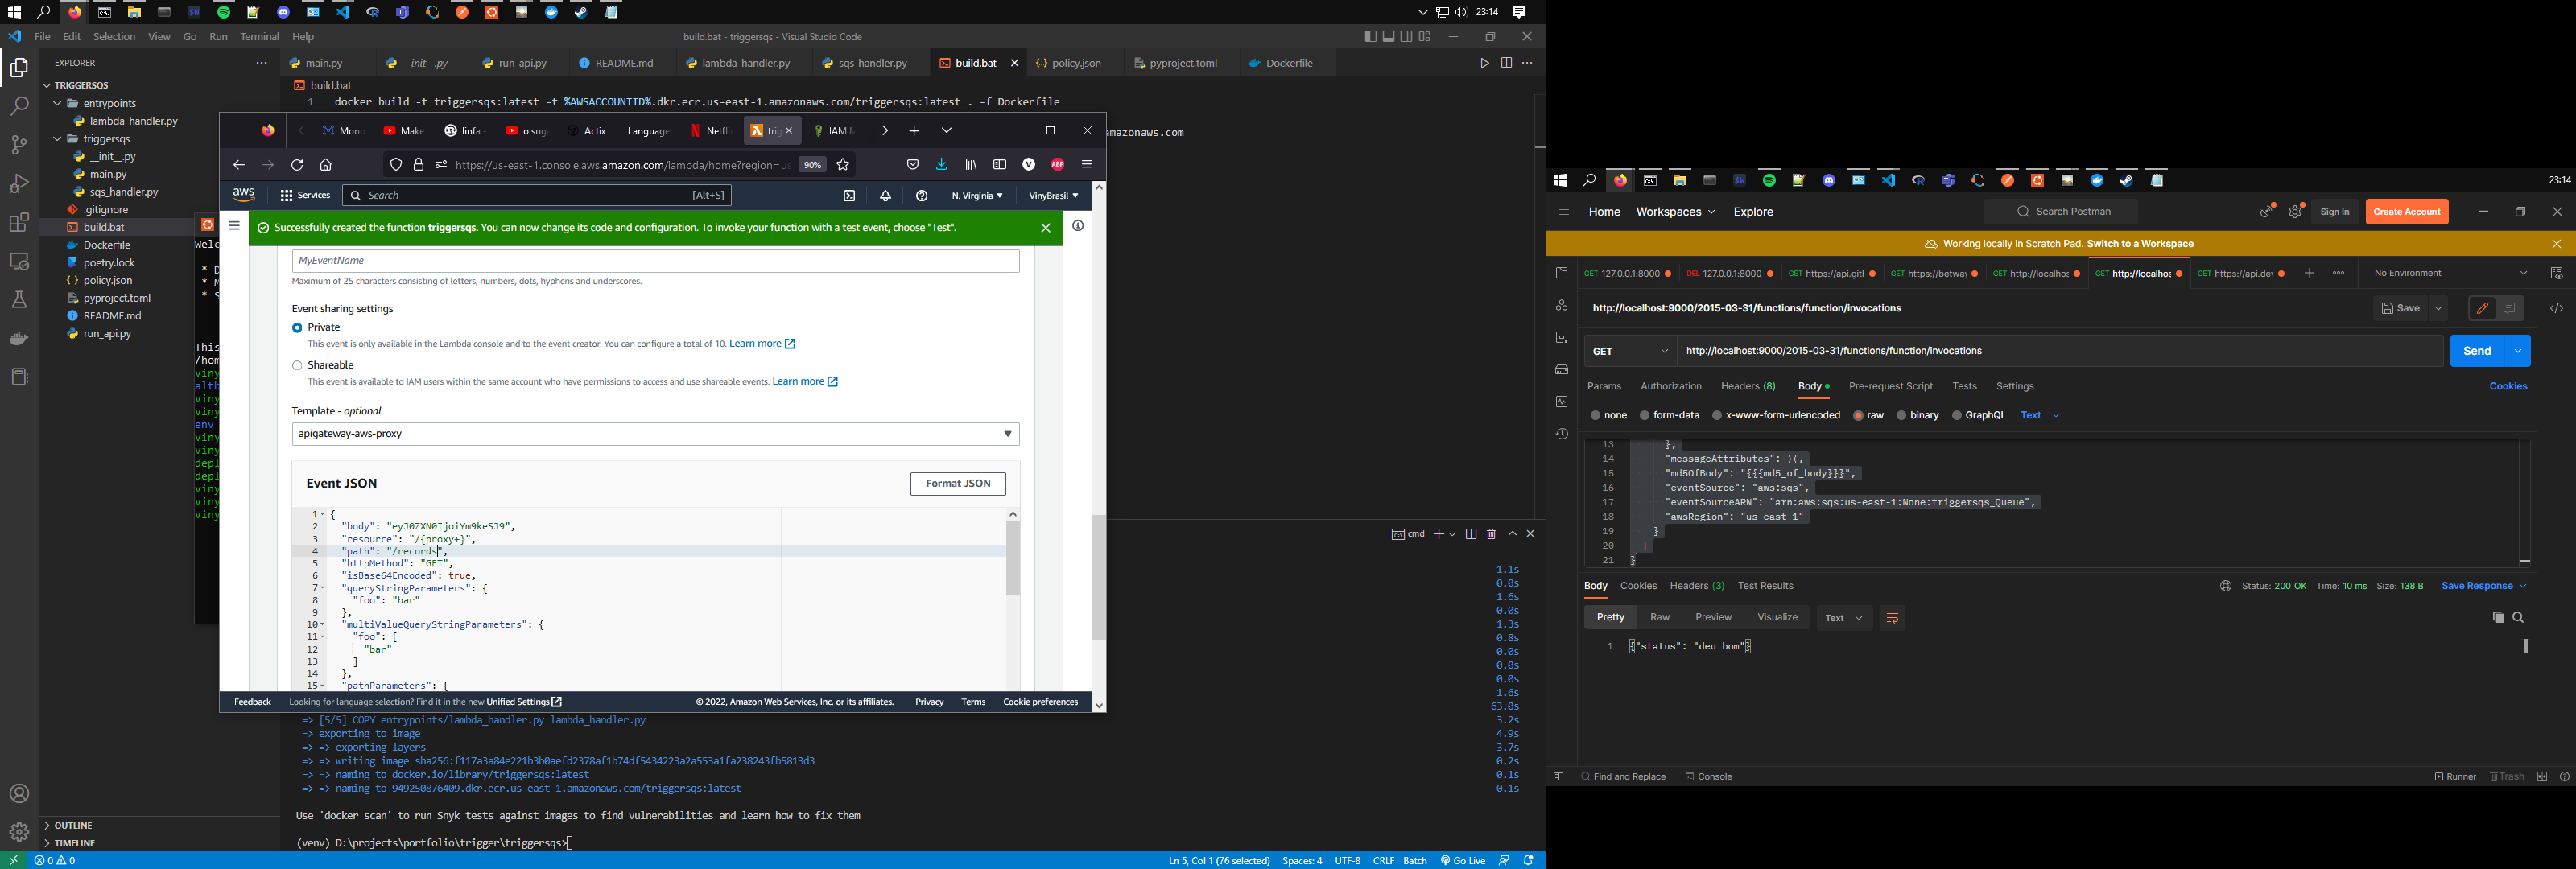 23:14
File Edit Selection View Go Run Terminal Help
build.bat - triggersqs - Visual Studio Code
EXPLORER
TRIGGERSQS
entrypoints
lambda_handler.py
triggersqs
__init__.py
main.py
sqs_handler.py
.gitignore
build.bat
Dockerfile
poetry.lock
policy.json
pyproject.toml
README.md
run_api.py
OUTLINE
TIMELINE
main.py __init__.py run_api.py README.md lambda_handler.py sqs_handler.py build.bat policy.json pyproject.toml Dockerfile
build.bat
1 docker build -t triggersqs:latest -t %AWSACCOUNTID%.dkr.ecr.us-east-1.amazonaws.com/triggersqs:latest . -f Dockerfile
amazonaws.com
Welc
* D
* M
* S
This
/hom
viny
altb
viny
viny
env
viny
viny
depl
depl
viny
viny
viny
Mono Make linfa - o sug Actix Language Netfli trig IAM M
https://us-east-1.console.aws.amazon.com/lambda/home?region=us 90%
aws Services Search [Alt+S] N. Virginia VinyBrasil
Successfully created the function triggersqs. You can now change its code and configuration. To invoke your function with a test event, choose "Test".
MyEventName
Maximum of 25 characters consisting of letters, numbers, dots, hyphens and underscores.
Event sharing settings
Private
This event is only available in the Lambda console and to the event creator. You can configure a total of 10. Learn more
Shareable
This event is available to IAM users within the same account who have permissions to access and use shareable events. Learn more
Template - optional
apigateway-aws-proxy
Event JSON
Format JSON
1 {
2 "body": "eyJ0ZXN0IjoiYm9keSJ9",
3 "resource": "/{proxy+}",
4 "path": "/records",
5 "httpMethod": "GET",
6 "isBase64Encoded": true,
7 "queryStringParameters": {
8 "foo": "bar"
9 },
10 "multiValueQueryStringParameters": {
11 "foo": [
12 "bar"
13 ]
14 },
15 "pathParameters": {
Feedback Looking for language selection? Find it in the new Unified Settings © 2022, Amazon Web Services, Inc. or its affiliates. Privacy Terms Cookie preferences
cmd
1.1s
0.0s
1.6s
0.0s
1.3s
0.8s
0.0s
0.0s
0.0s
1.6s
63.0s
=> [5/5] COPY entrypoints/lambda_handler.py lambda_handler.py 3.2s
=> exporting to image 4.9s
=> => exporting layers 3.7s
=> => writing image sha256:f117a3a84e221b3b0aefd2378af1b74df5434223a2a553a1fa238243fb5813d3 0.2s
=> => naming to docker.io/library/triggersqs:latest 0.1s
=> => naming to 949250876409.dkr.ecr.us-east-1.amazonaws.com/triggersqs:latest 0.1s
Use 'docker scan' to run Snyk tests against images to find vulnerabilities and learn how to fix them
(venv) D:\projects\portfolio\trigger\triggersqs>
0 0 Ln 5, Col 1 (76 selected) Spaces: 4 UTF-8 CRLF Batch Go Live
23:14
Home Workspaces Explore Search Postman Sign In Create Account
Working locally in Scratch Pad. Switch to a Workspace
GET 127.0.0.1:8000 DEL 127.0.0.1:8000 GET https://api.gitl GET https://betway. GET http://localhos GET http://localhos GET https://api.dev No Environment
http://localhost:9000/2015-03-31/functions/function/invocations
Save
GET http://localhost:9000/2015-03-31/functions/function/invocations Send
Params Authorization Headers (8) Body Pre-request Script Tests Settings Cookies
none form-data x-www-form-urlencoded raw binary GraphQL Text
13 },
14 "messageAttributes": {},
15 "md5OfBody": "{{{md5_of_body}}}",
16 "eventSource": "aws:sqs",
17 "eventSourceARN": "arn:aws:sqs:us-east-1:None:triggersqs_Queue",
18 "awsRegion": "us-east-1"
19 }
20 ]
21 }
Body Cookies Headers (3) Test Results Status: 200 OK Time: 10 ms Size: 138 B Save Response
Pretty Raw Preview Visualize Text
1 {"status": "deu bom"}
Find and Replace Console Runner Trash